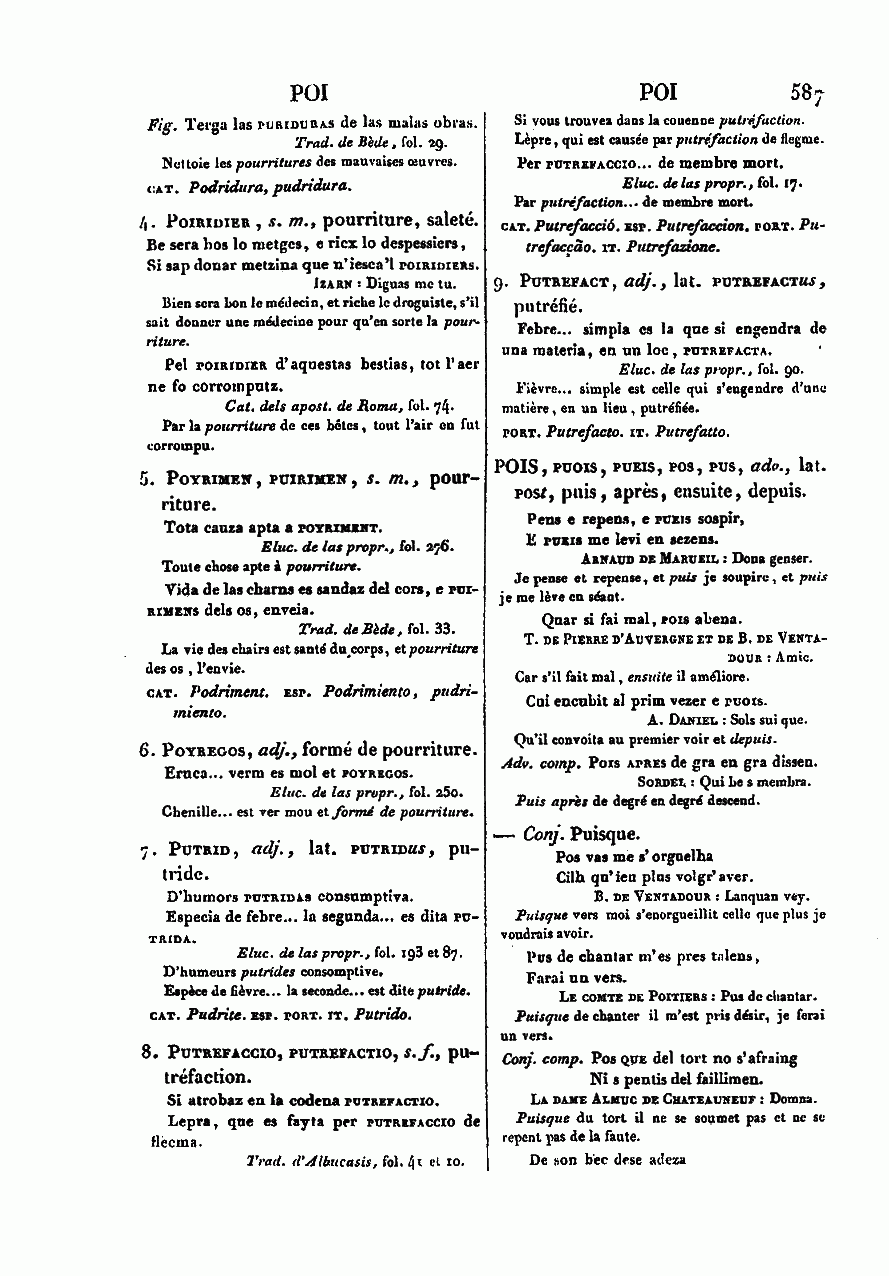 POI
Fig. Terga las PURIDURAS de las malas obras.
Trad. de Bède, fol. 29.
Nettoie les pourritures des mauvaises œuvres.
CAT. Podridura, pudridura.
4. POIRIDIER, s. m., pourriture, saleté.
Be sera bos lo metges, e ricx lo despessiers,
Si sap donar metzina que n'iesca'l POIRIDIERS.
IZARN : Diguas me tu.
Bien sera bon le médecin, et riche le droguiste, s'il
sait donner une médecine pour qu'en sorte la pour-
riture.
Pel POIRIDIER d'aquestas bestias, tot l'aer
ne fo corromputz.
Cat. dels apost. de Roma, fol. 74.
Par la pourriture de ces bêtes, tout l'air en fut
corrompu.
5. POYRIMEN, PUIRIMEN, s. m., pour-
riture.
Tota cauza apta a POYRIMENT.
Eluc. de las propr., fol. 276.
Toute chose apte à pourriture.
Vida de las charns es sandaz del cors, e PUI-
RIMENS dels os, enveia.
Trad. de Bède, fol. 33.
La vie des chairs est santé du corps, et pourriture
des os, l'envie.
CAT. Podriment. ESP. Podrimiento, pudri-
miento.
6. POYREGOS, adj., formé de pourriture.
Eruca... verm es mol et POYREGOS.
Eluc. de las propr., fol. 250.
Chenille... est ver mou et formé de pourriture.
7. PUTRID, adj., lat. PUTRIDus, pu-
tride.
D'humors PUTRIDAS consumptiva.
Especia de febre... la segunda... es dita PU-
TRIDA.
Eluc. de las propr., fol. 193 et 87.
D'humeurs putrides consomptive.
Espèce de fièvre... la seconde... est dite putride.
CAT. Pudrite. ESP. PORT. IT. Putrido.
8. PUTREFACCIO, PUTREFACTIO, s. f., pu-
tréfaction.
Si atrobaz en la codena PUTREFACTIO.
Lepra, que es fayta per PUTREFACCIO de
flecma.
Trad. d'Albucasis, fol. 41 et 10.
POI 587
Si vous trouvez dans la couenne putréfaction.
Lèpre, qui est causée par putréfaction de flegme.
Per PUTREFACCIO... de membre mort.
Eluc. de las propr., fol. 17.
Par putréfaction... de membre mort.
CAT. Putrefacció. ESP. Putrefaccion. PORT. Pu-
trefacção. IT. Putrefazione.
9. PUTREFACT, adj., lat. PUTREFACTus,
putréfié.
Febre... simpla es la que si engendra de
una materia, en un loc, PUTREFACTA.
Eluc. de las propr., fol. 90.
Fièvre... simple est celle qui s'engendre d'une
matière, en un lieu, putréfiée.
PORT. Putrefacto. IT. Putrefatto.
POIS, PUOIS, PUEIS, POS, PUS, adv., lat.
POSt, puis, après, ensuite, depuis.
Pens e repens, e PUEIS sospir,
E PUEIS me levi en sezens.
ARNAUD DE MARUEIL : Dona genser.
Je pense et repense, et puis je soupire, et puis
je me lève en séant.
Quar si fai mal, POIS abena.
T. DE PIERRE D'AUVERGNE ET DE B. DE VENTA-
DOUR : Amic.
Car s'il fait mal, ensuite il améliore.
Cui encubit al prim vezer e PUOIS.
A. DANIEL : Sols sui que.
Qu'il convoita au premier voir et depuis.
Adv. comp. POIS APRES de gra en gra dissen.
SORDEL : Qui be s membra.
Puis après de degré en degré descend.
— Conj. Puisque.
Pos vas me s'orguelha
Cilh qu'ieu plus volgr'aver.
B. DE VENTADOUR : Lanquan vey.
Puisque vers moi s'enorgueillit celle que plus je
voudrais avoir.
PUS de chantar m'es pres talens,
Farai un vers.
LE COMTE DE POITIERS : Pus de chantar.
Puisque de chanter il m'est pris désir, je ferai
un vers.
Conj. comp. POS QUE del tort no s'afraing
Ni s pentis del faillimen.
LA DAME ALMUC DE CHATEAUNEUF : Domna.
Puisque du tort il ne se soumet pas et ne se
repent pas de la faute.
De son bec dese adeza